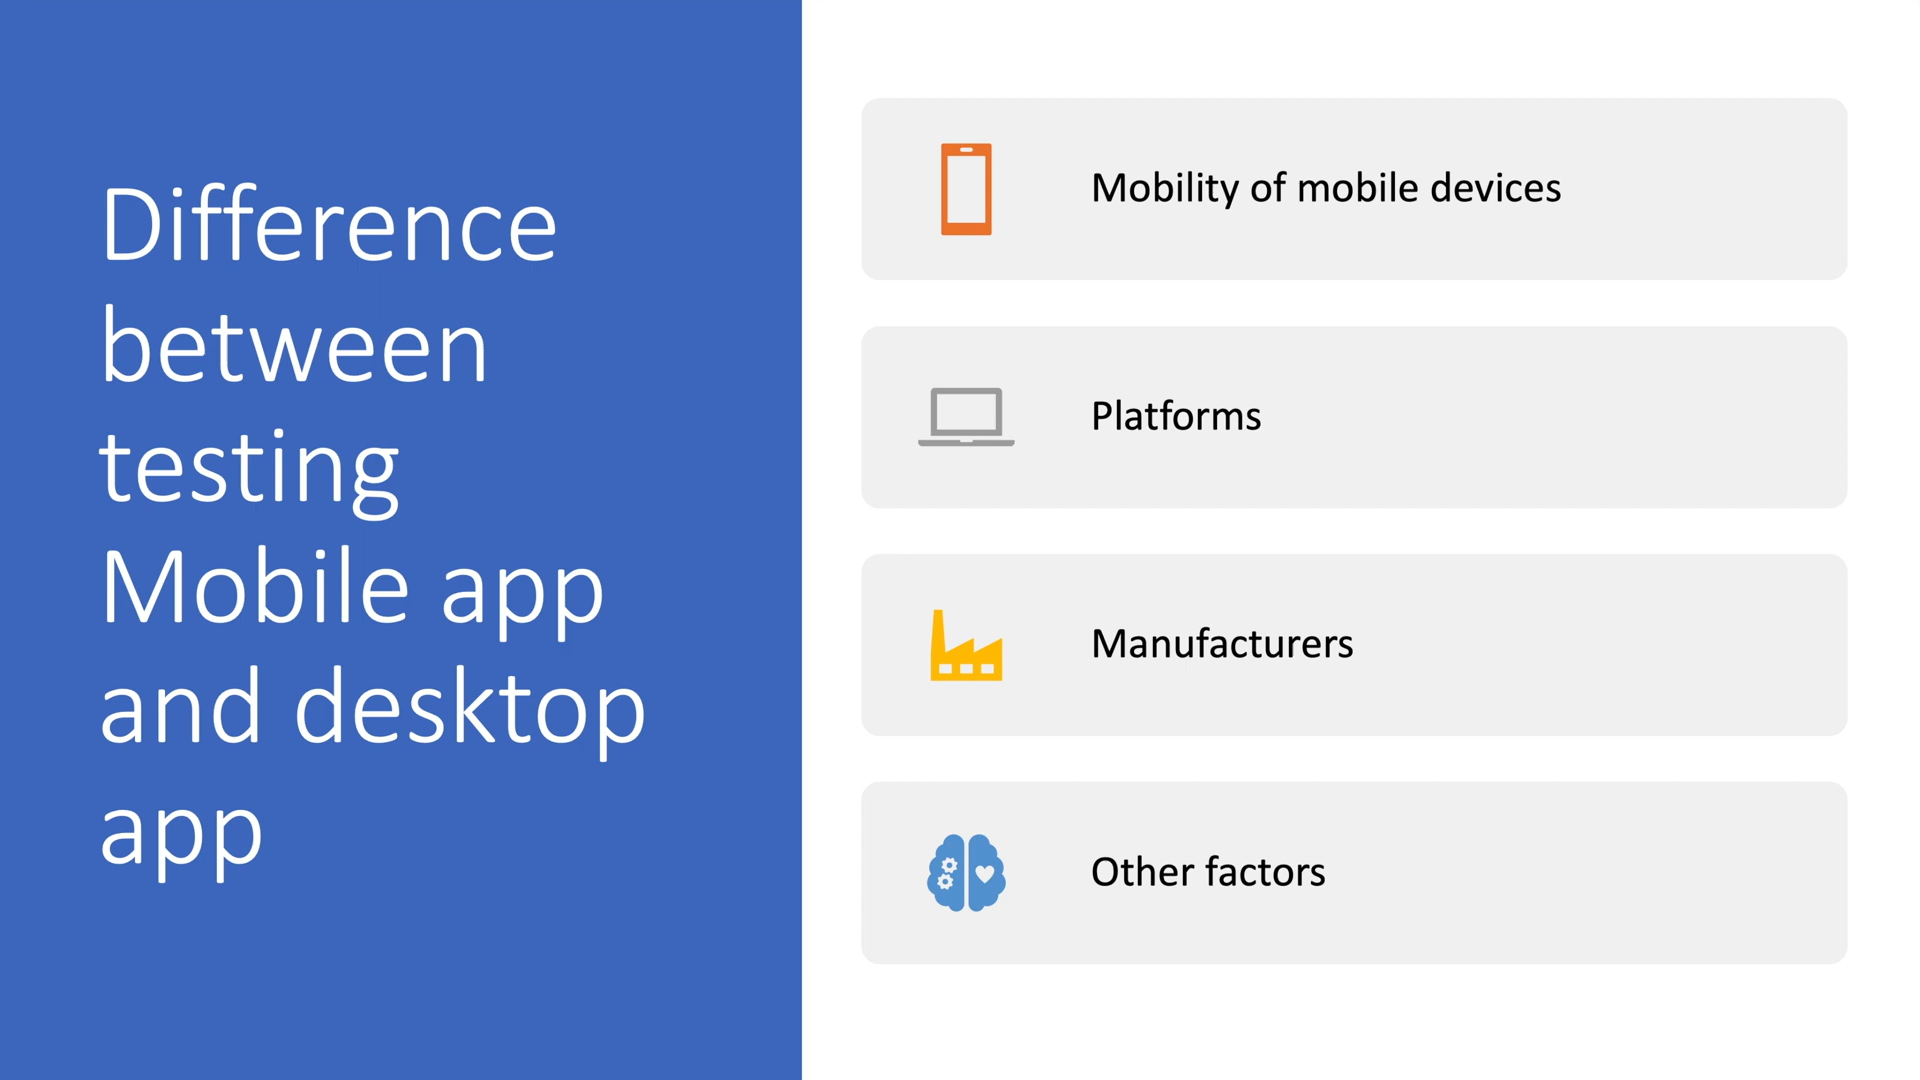 Difference
between
testing
Mobile app
and desktop
app
Mobility of mobile devices
Platforms
Manufacturers
Other factors